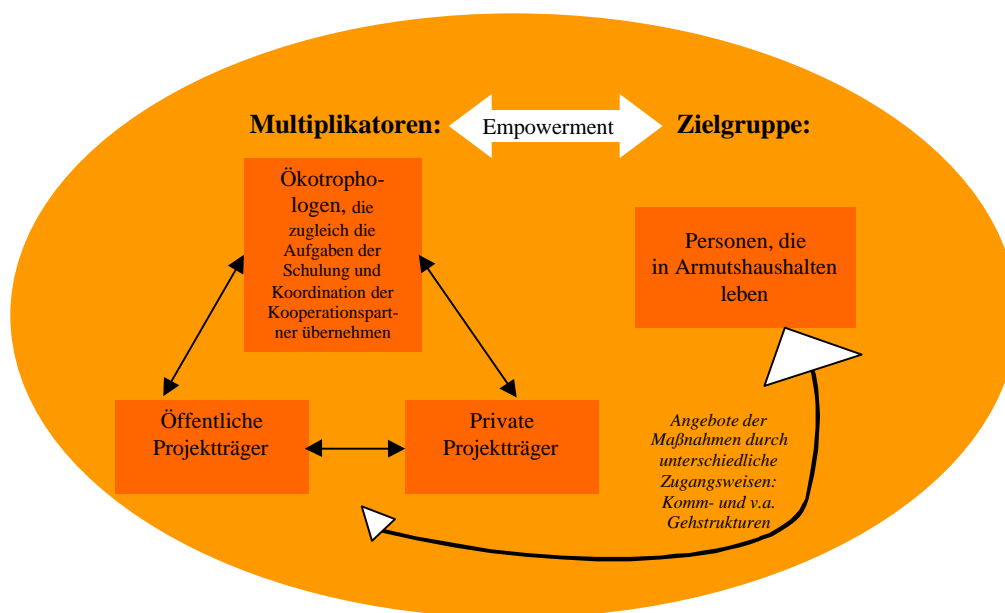 Multiplikatoren:
Empowerment
Zielgruppe:
Ökotropho-
logen, die
zugleich die
Aufgaben der
Schulung und
Koordination der
Kooperationspart-
ner übernehmen
Personen, die
in Armutshaushalten
leben
Öffentliche
Projektträger
Private
Projektträger
Angebote der
Maßnahmen durch
unterschiedliche
Zugangsweisen:
Komm- und v.a.
Gehstrukturen